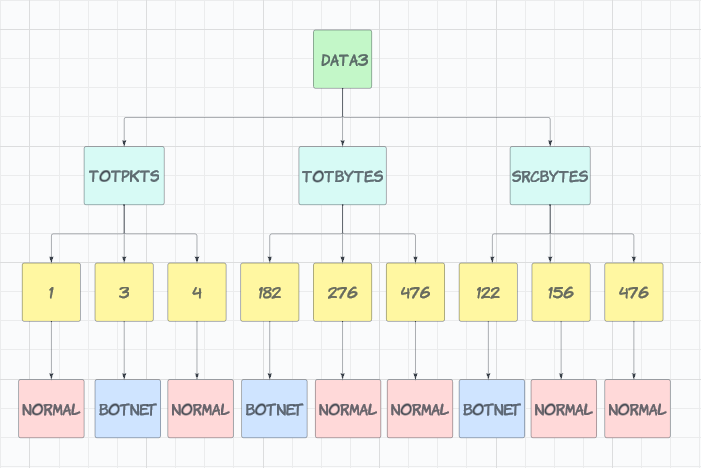 DATA3
TOTPKTS TOTBYTES SRCBYTES
1 3 4 182 276 476 122 156 476
NORMAL BOTNET NORMAL BOTNET NORMAL NORMAL BOTNET NORMAL NORMAL